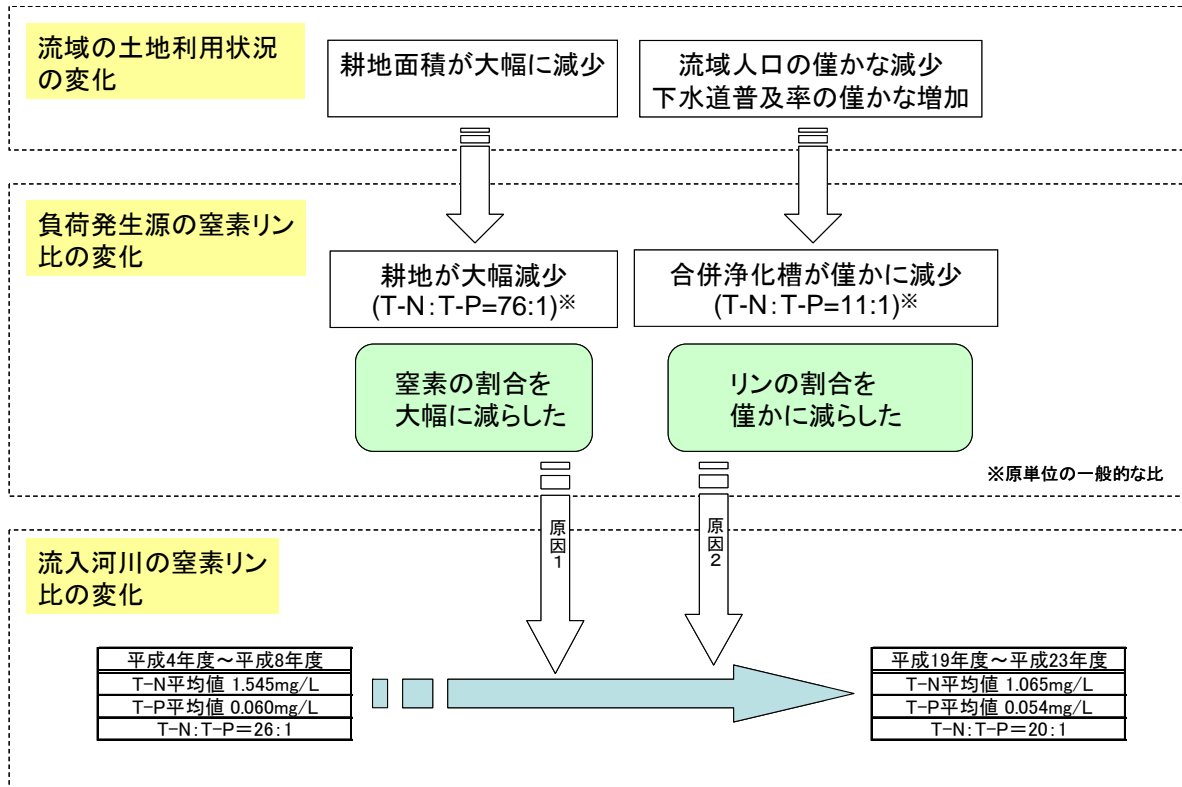 流域の土地利用状況
の変化
耕地面積が大幅に減少
流域人口の僅かな減少
下水道普及率の僅かな増加
負荷発生源の窒素リン
比の変化
耕地が大幅減少
(T-N:T-P=76:1)※
合併浄化槽が僅かに減少
(T-N:T-P=11:1)※
窒素の割合を
大幅に減らした
リンの割合を
僅かに減らした
※原単位の一般的な比
原因1
原因2
流入河川の窒素リン
比の変化
平成4年度~平成8年度
T-N平均値 1.545mg/L
T-P平均値 0.060mg/L
T-N:T-P=26:1
平成19年度~平成23年度
T-N平均値 1.065mg/L
T-P平均値 0.054mg/L
T-N:T-P=20:1